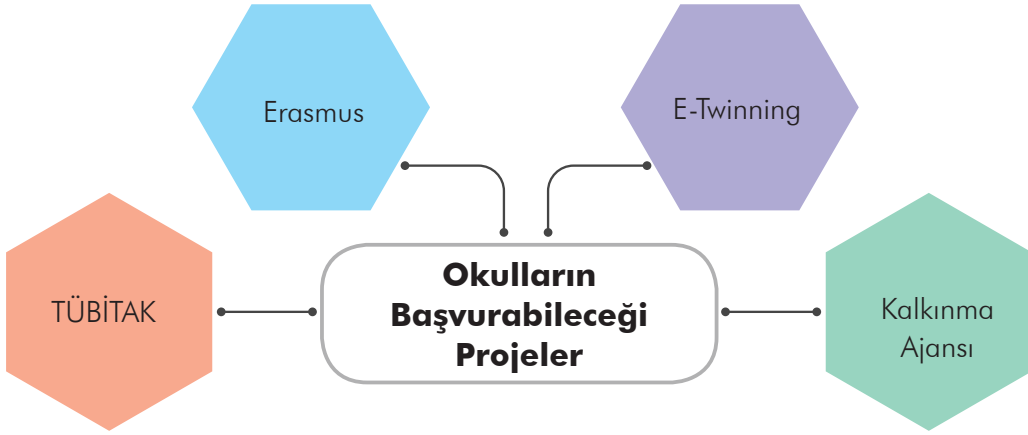 Erasmus
E-Twinning
TÜBİTAK
Okulların
Başvurabileceği
Projeler
Kalkınma
Ajansı